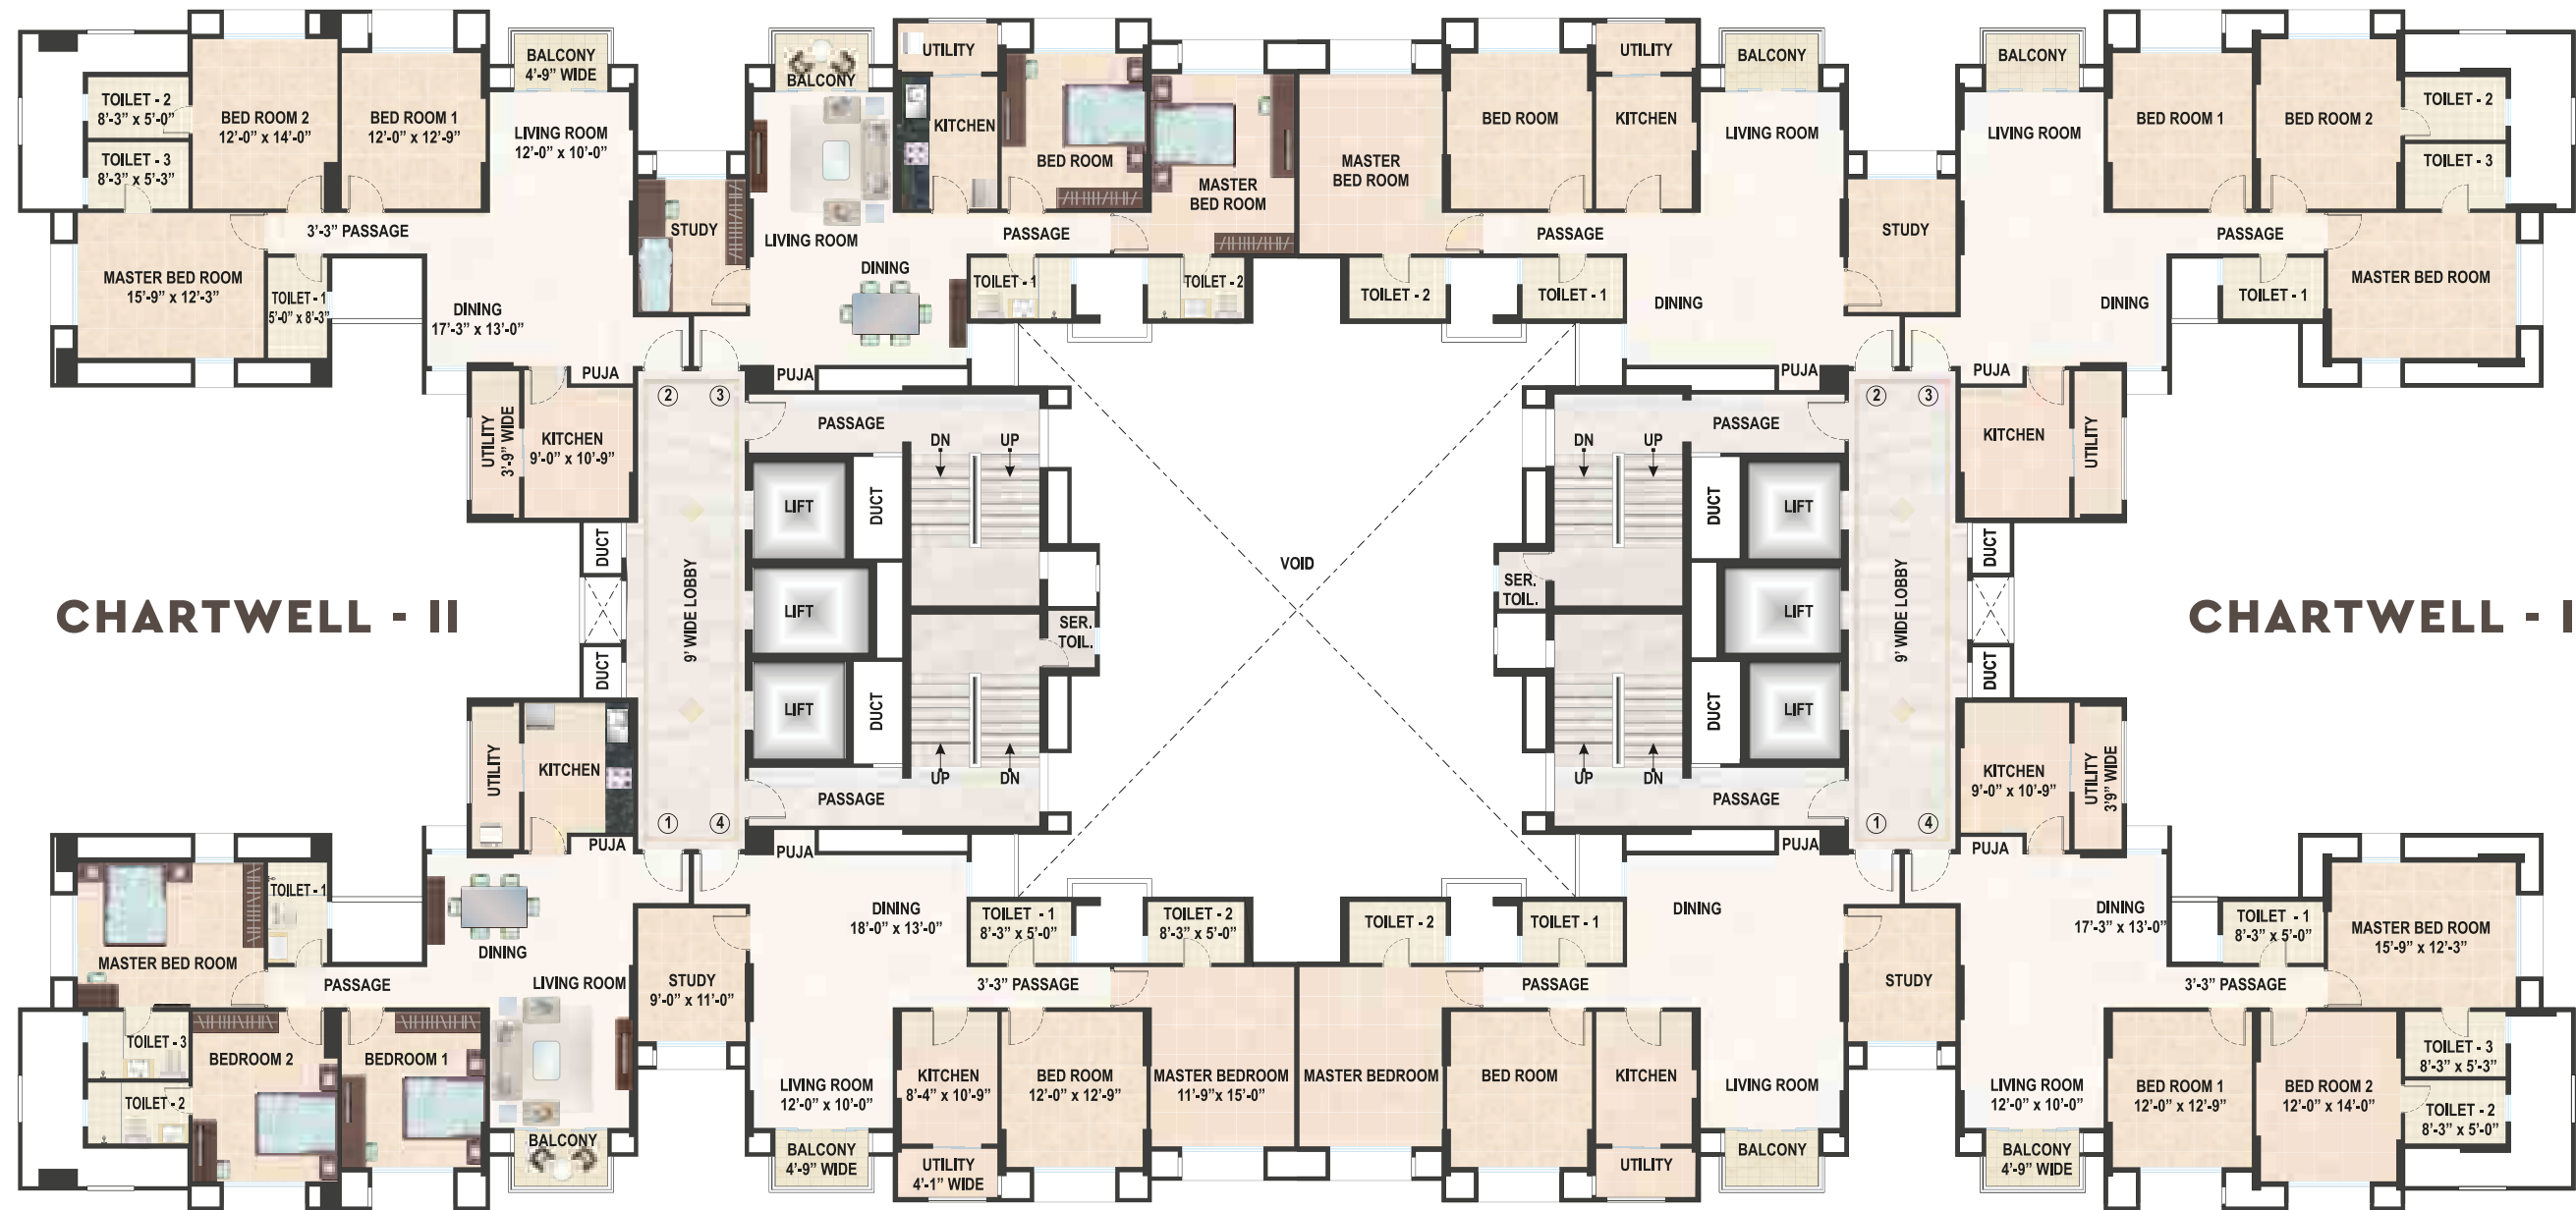 BALCONY
4'-9" WIDE
TOILET - 2
8'-3" x 5'-0"
BED ROOM 2
12'-0" x 14'-0"
BED ROOM 1
12'-0" x 12'-9"
LIVING ROOM
12'-0" x 10'-0"
TOILET - 3
8'-3" x 5'-3"
3'-3" PASSAGE
MASTER BED ROOM
15'-9" x 12'-3"
TOILET - 1
5'-0" x 8'-3"
DINING
17'-3" x 13'-0"
PUJA
UTILITY
3'-9" WIDE
KITCHEN
9'-0" x 10'-9"
STUDY
BALCONY
UTILITY
KITCHEN
BED ROOM
MASTER
BED ROOM
LIVING ROOM
PASSAGE
DINING
TOILET - 1
TOILET - 2
PUJA
MASTER
BED ROOM
BED ROOM
UTILITY
KITCHEN
BALCONY
LIVING ROOM
PASSAGE
TOILET - 2
TOILET - 1
DINING
PUJA
STUDY
BALCONY
LIVING ROOM
BED ROOM 1
BED ROOM 2
TOILET - 2
TOILET - 3
PASSAGE
MASTER BED ROOM
TOILET - 1
DINING
PUJA
KITCHEN
UTILITY
2
3
PASSAGE
DN
UP
LIFT
DUCT
DUCT
9' WIDE LOBBY
LIFT
SER.
TOIL.
DUCT
LIFT
DUCT
UP
DN
PASSAGE
1
4
VOID
2
3
PASSAGE
DN
UP
DUCT
LIFT
DUCT
SER.
TOIL.
LIFT
9' WIDE LOBBY
DUCT
LIFT
DUCT
UP
DN
PASSAGE
1
4
CHARTWELL - II
CHARTWELL - I
UTILITY
KITCHEN
PUJA
TOILET - 1
MASTER BED ROOM
DINING
PASSAGE
LIVING ROOM
TOILET - 3
BEDROOM 2
BEDROOM 1
TOILET - 2
BALCONY
PUJA
DINING
18'-0" x 13'-0"
TOILET - 1
8'-3" x 5'-0"
TOILET - 2
8'-3" x 5'-0"
STUDY
9'-0" x 11'-0"
3'-3" PASSAGE
LIVING ROOM
12'-0" x 10'-0"
KITCHEN
8'-4" x 10'-9"
BED ROOM
12'-0" x 12'-9"
MASTER BEDROOM
11'-9"x 15'-0"
BALCONY
4'-9" WIDE
UTILITY
4'-1" WIDE
PUJA
TOILET - 2
TOILET - 1
DINING
PASSAGE
MASTER BEDROOM
BED ROOM
KITCHEN
LIVING ROOM
UTILITY
BALCONY
STUDY
KITCHEN
9'-0" x 10'-9"
UTILITY
3'9" WIDE
PUJA
DINING
17'-3" x 13'-0"
TOILET - 1
8'-3" x 5'-0"
MASTER BED ROOM
15'-9" x 12'-3"
3'-3" PASSAGE
LIVING ROOM
12'-0" x 10'-0"
BED ROOM 1
12'-0" x 12'-9"
BED ROOM 2
12'-0" x 14'-0"
TOILET - 3
8'-3" x 5'-3"
TOILET - 2
8'-3" x 5'-0"
BALCONY
4'-9" WIDE